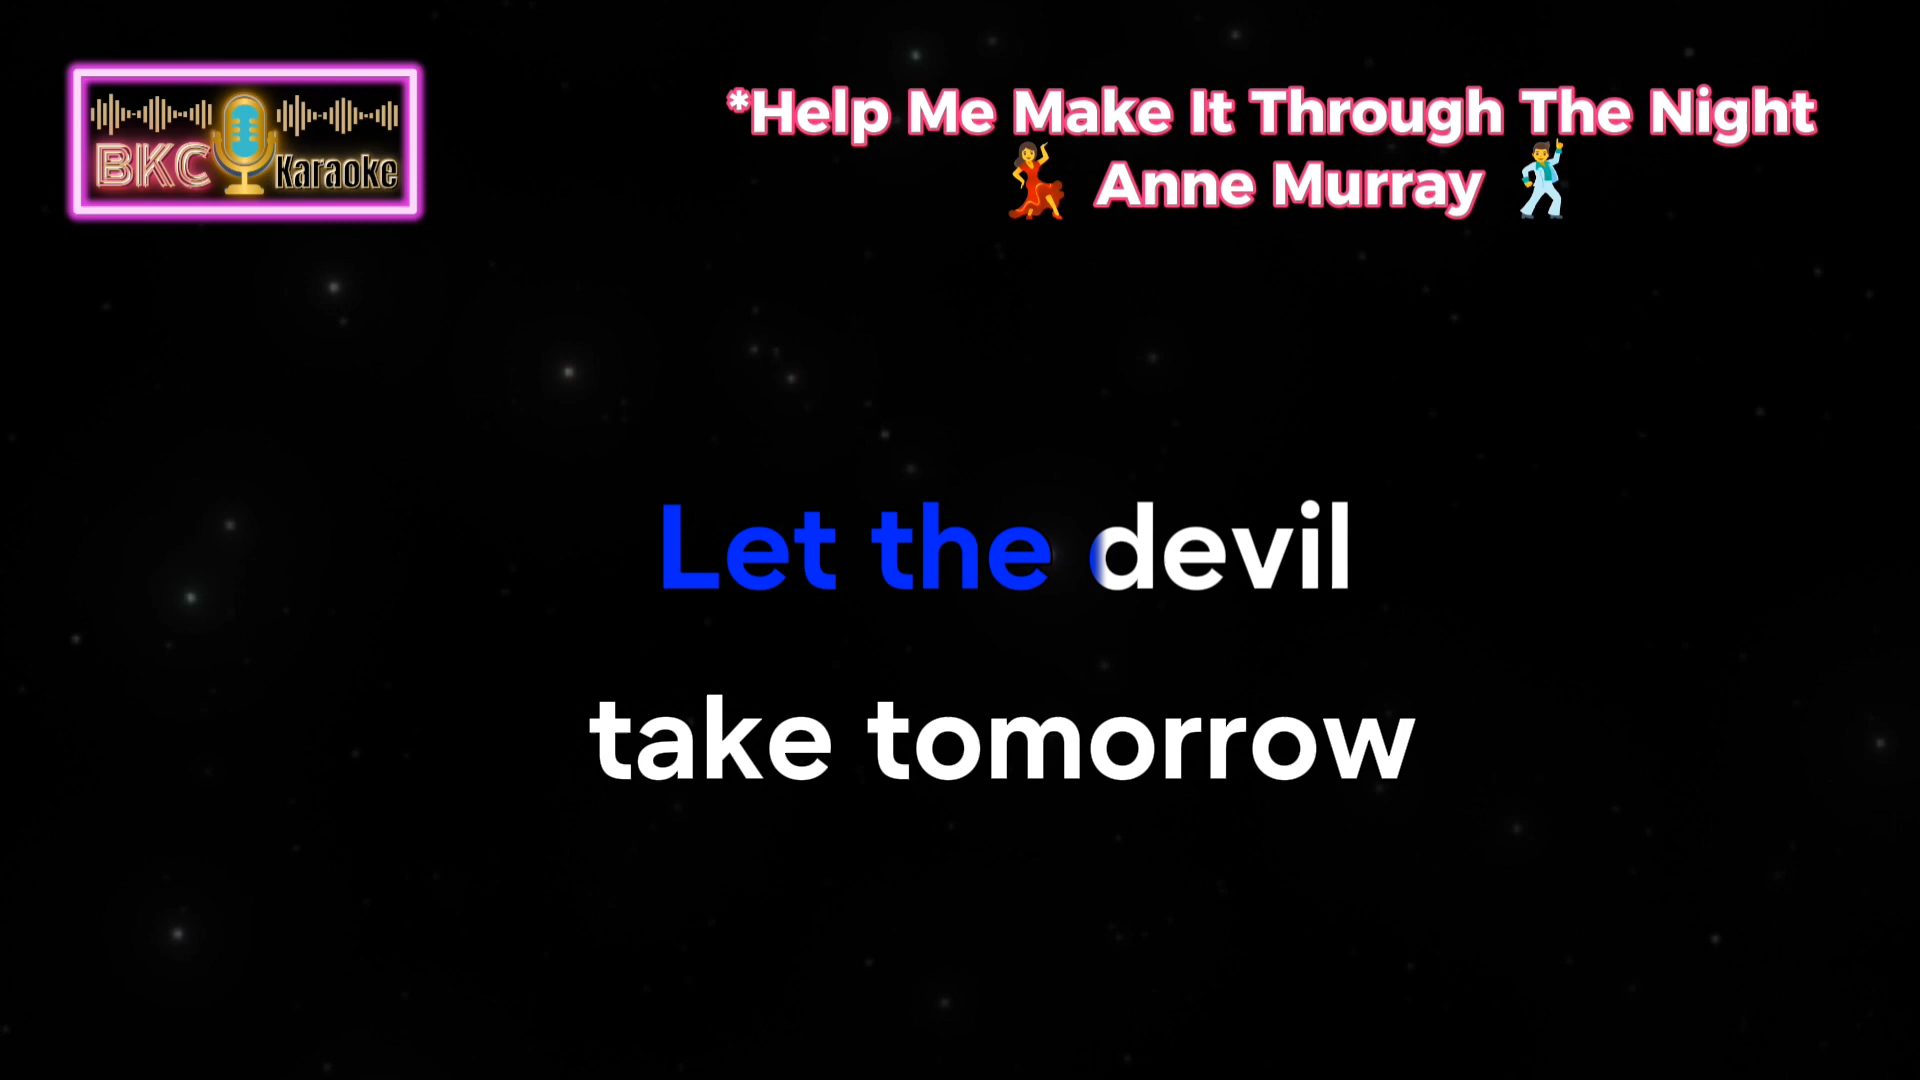 BKC Karaoke
*Help Me Make It Through The Night
Anne Murray
Let the devil
take tomorrow